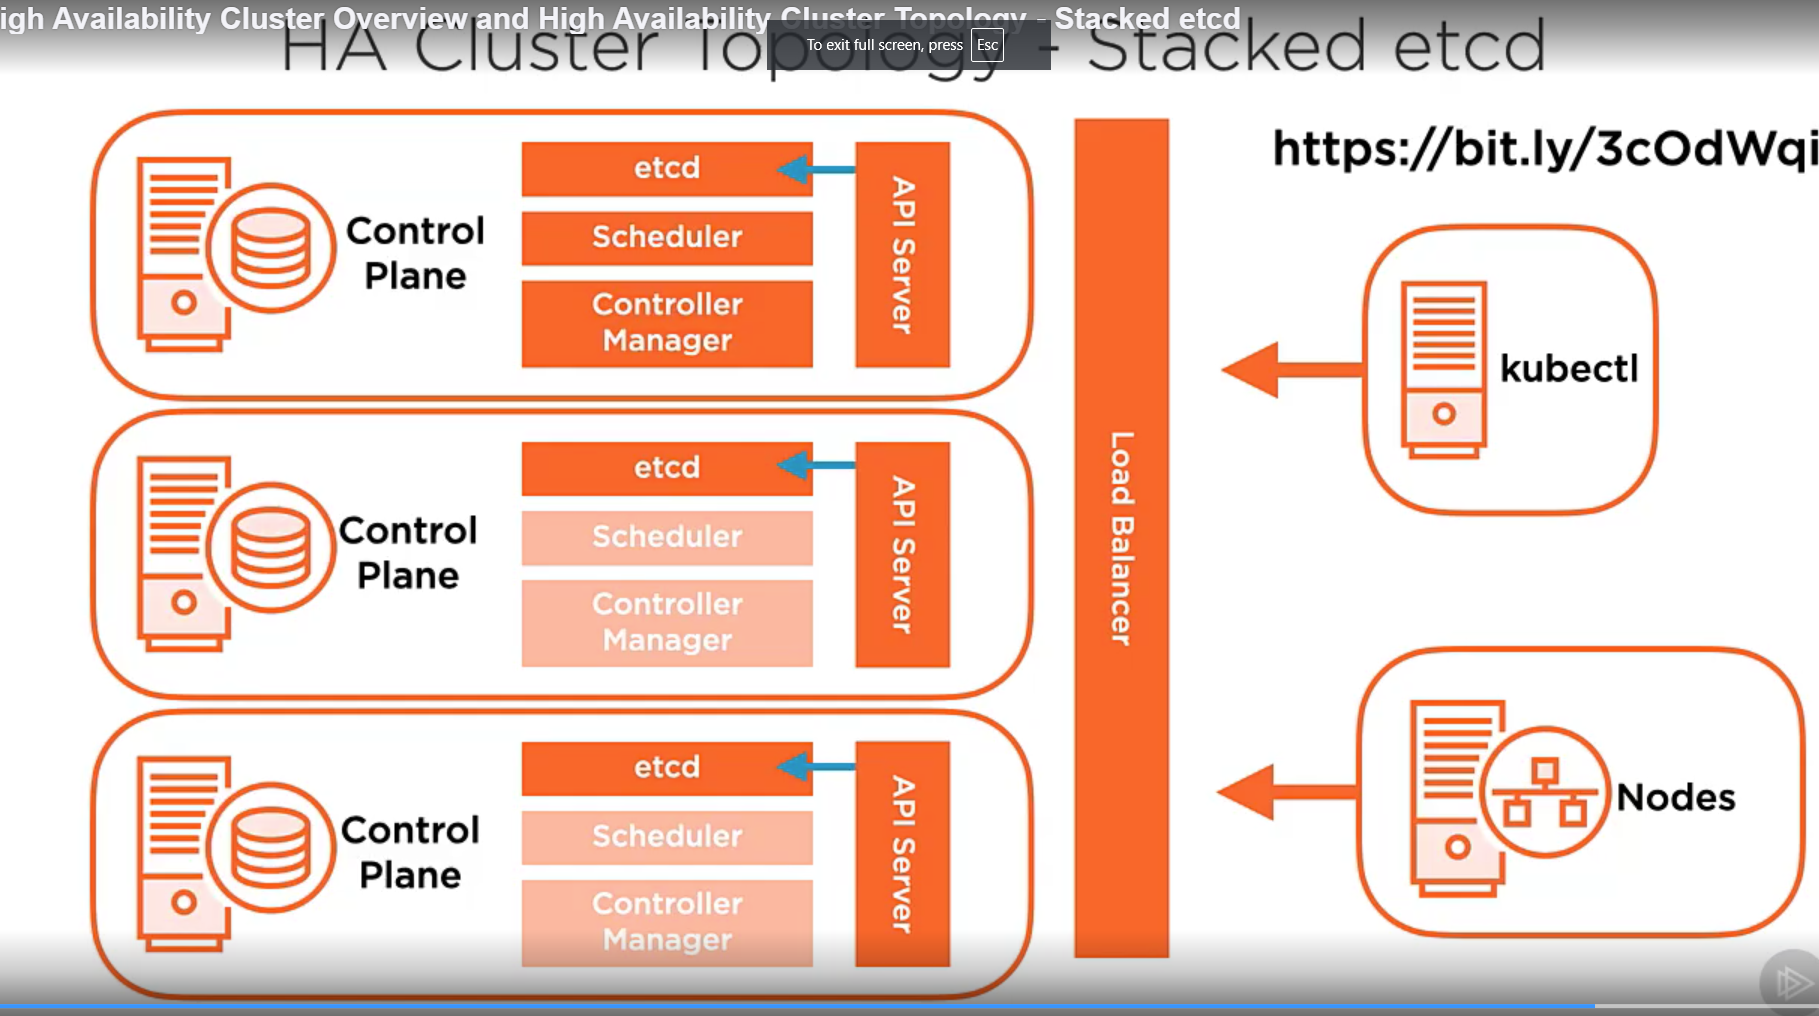 igh Availability Cluster Overview and High Availability Cluster Topology - Stacked etcd
HA Cluster Topology - Stacked etcd
To exit full screen, press Esc
https://bit.ly/3cOdWqi
Control
Plane
etcd
Scheduler
Controller
Manager
API Server
Control
Plane
etcd
Scheduler
Controller
Manager
API Server
Control
Plane
etcd
Scheduler
Controller
Manager
API Server
Load Balancer
kubectl
Nodes